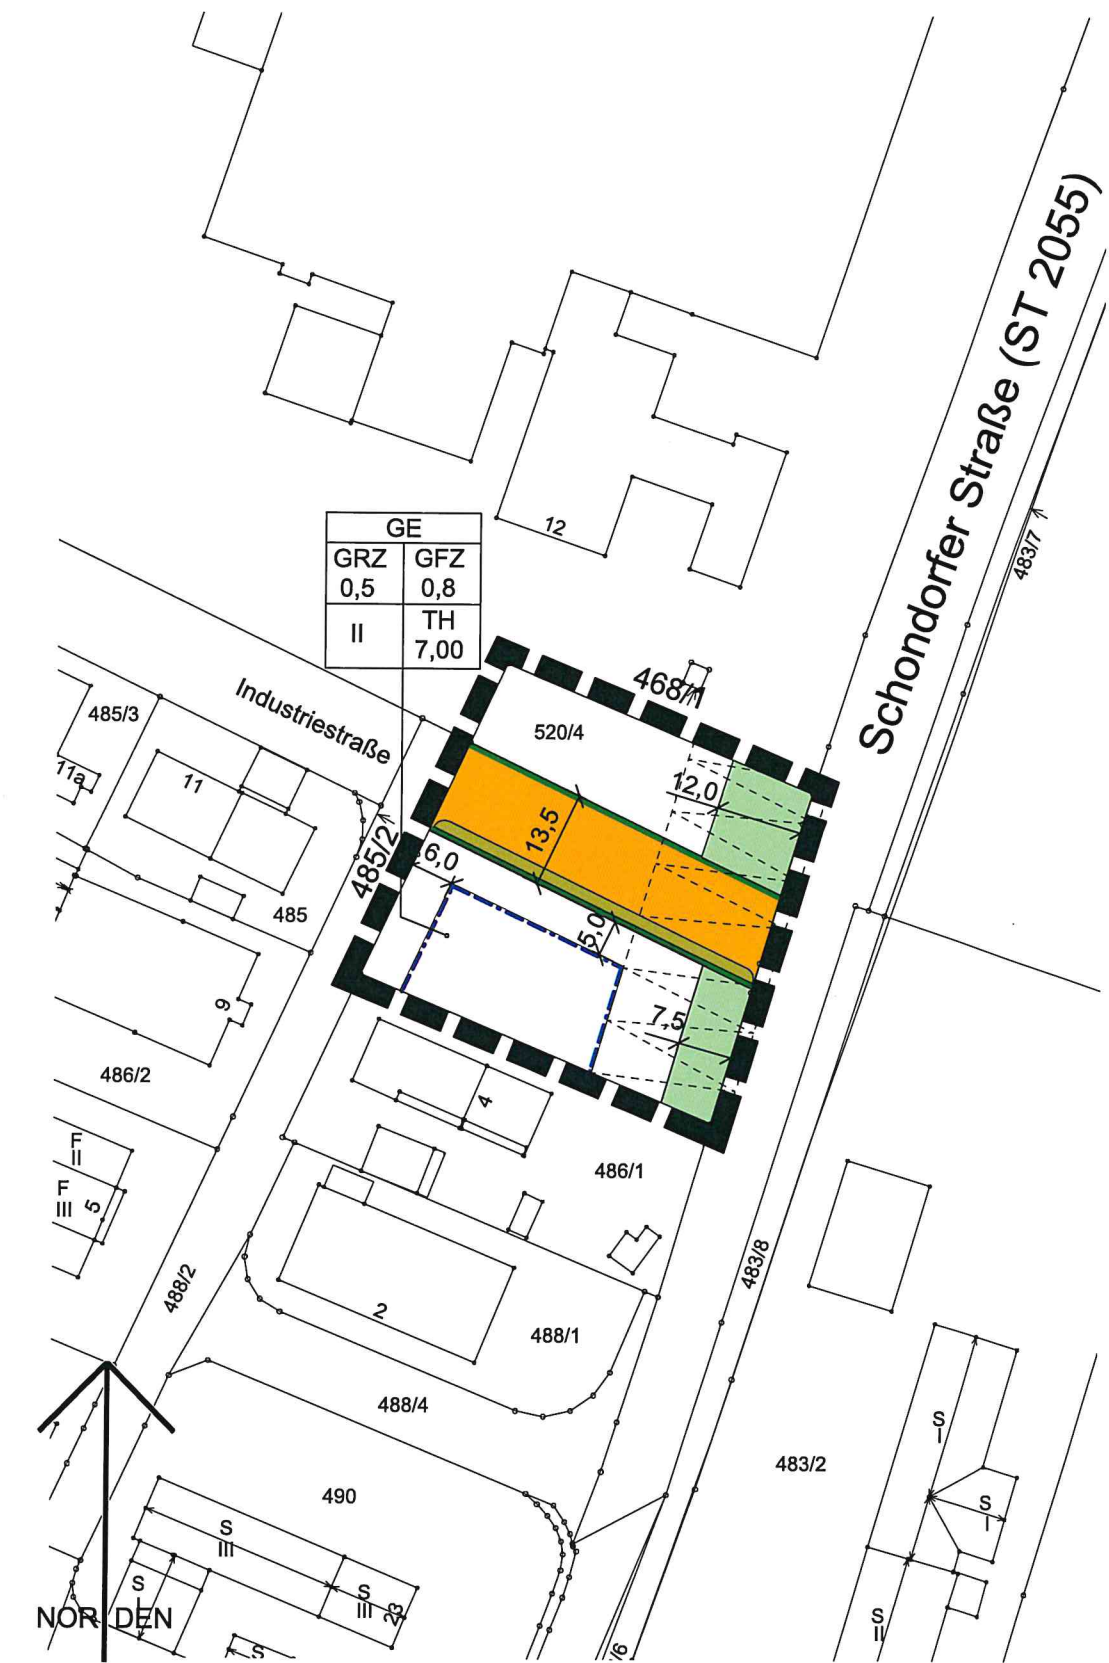 Schondorfer Straße (ST 2055)
483/7
12
GE
GRZ GFZ
0,5 0,8
II TH
7,00
468/1
Industriestraße
520/4
485/3
11a
11
12,0
13,5
485/2
6,0
485
5,0
9
7,5
486/2
4
486/1
F
II
F
III
5
483/8
488/2
2
488/1
488/4
S
I
483/2
S
I
490
S
III
S
I
S
III
23
NORDEN
S
II
S
/6